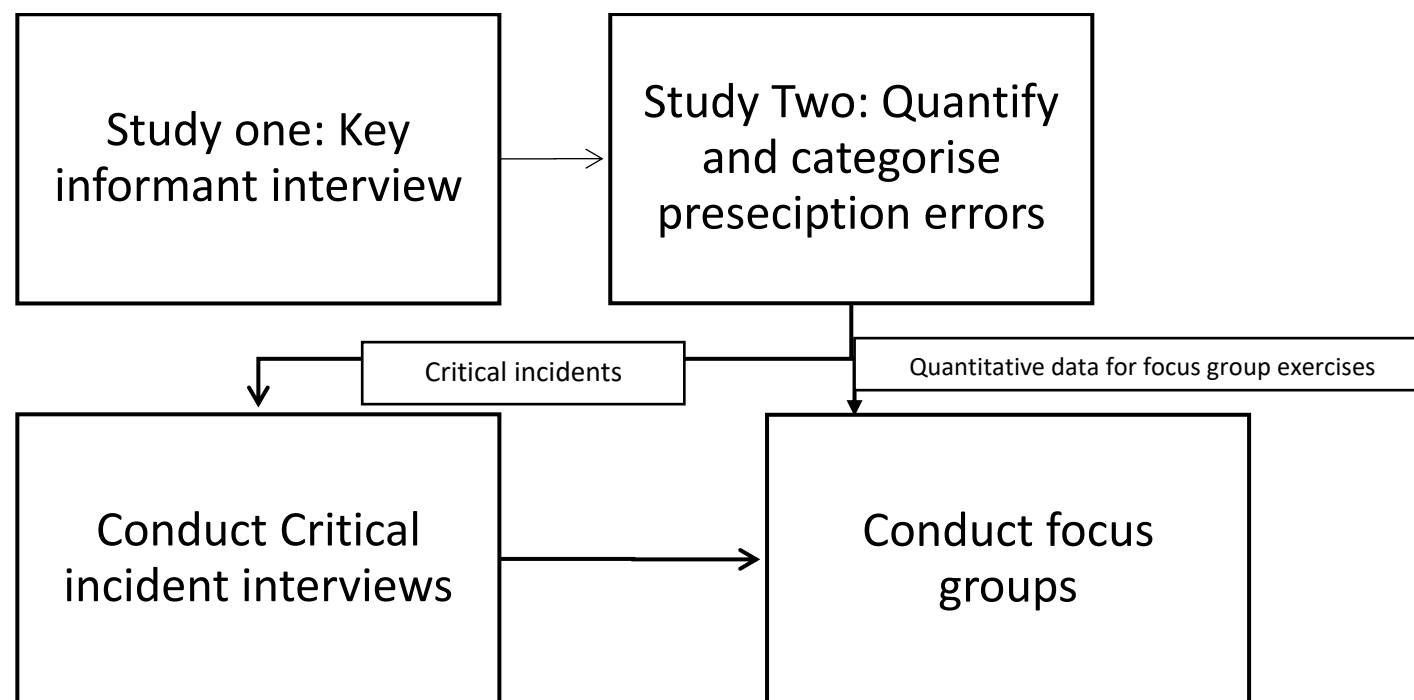 Study one: Key
informant interview
Study Two: Quantify
and categorise
preseciption errors
Critical incidents
Quantitative data for focus group exercises
Conduct Critical
incident interviews
Conduct focus
groups